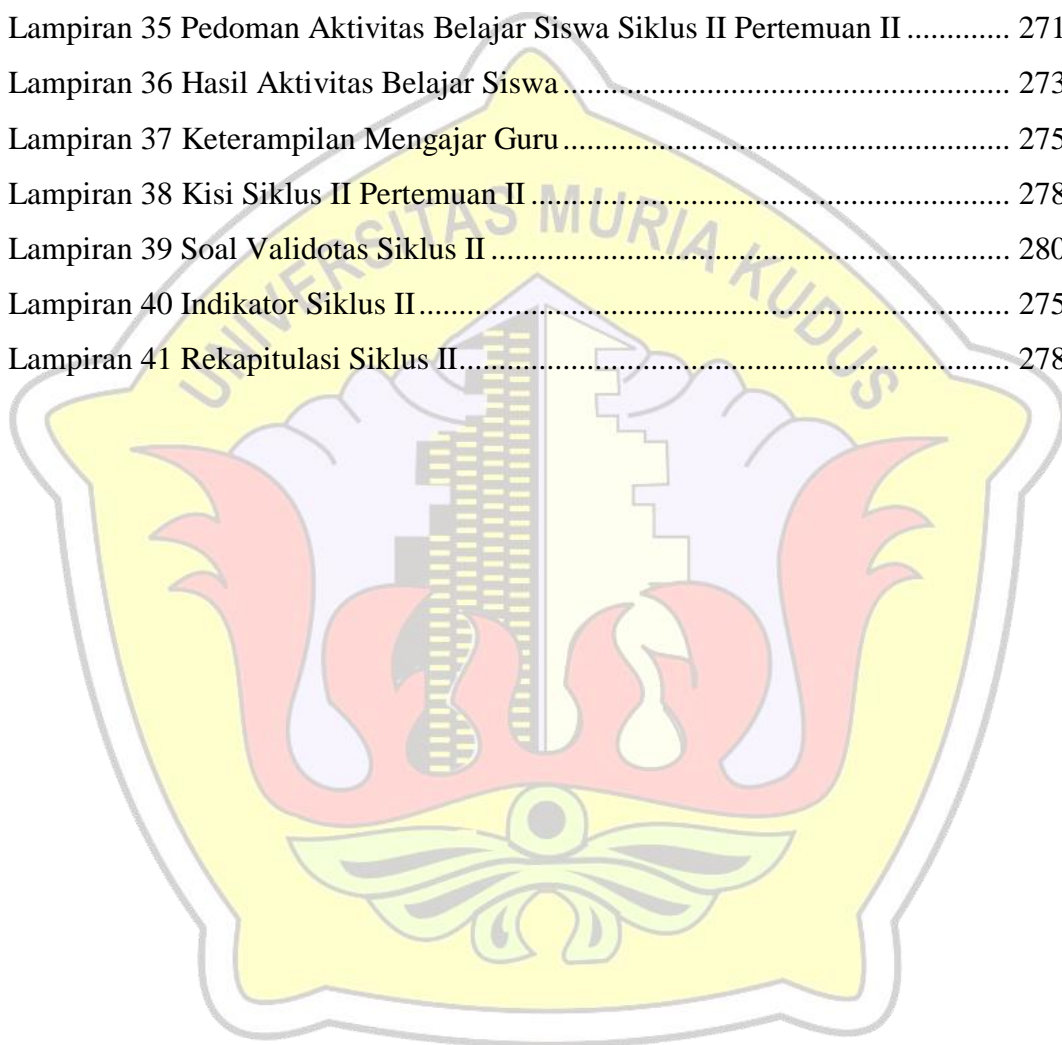 Lampiran 35 Pedoman Aktivitas Belajar Siswa Siklus II Pertemuan II ............. 271
Lampiran 36 Hasil Aktivitas Belajar Siswa ....................................................... 273
Lampiran 37 Keterampilan Mengajar Guru ....................................................... 275
Lampiran 38 Kisi Siklus II Pertemuan II ........................................................... 278
Lampiran 39 Soal Validotas Siklus II ................................................................ 280
Lampiran 40 Indikator Siklus II ......................................................................... 275
Lampiran 41 Rekapitulasi Siklus II .................................................................... 278
UNIVERSITAS MURIA KUDUS